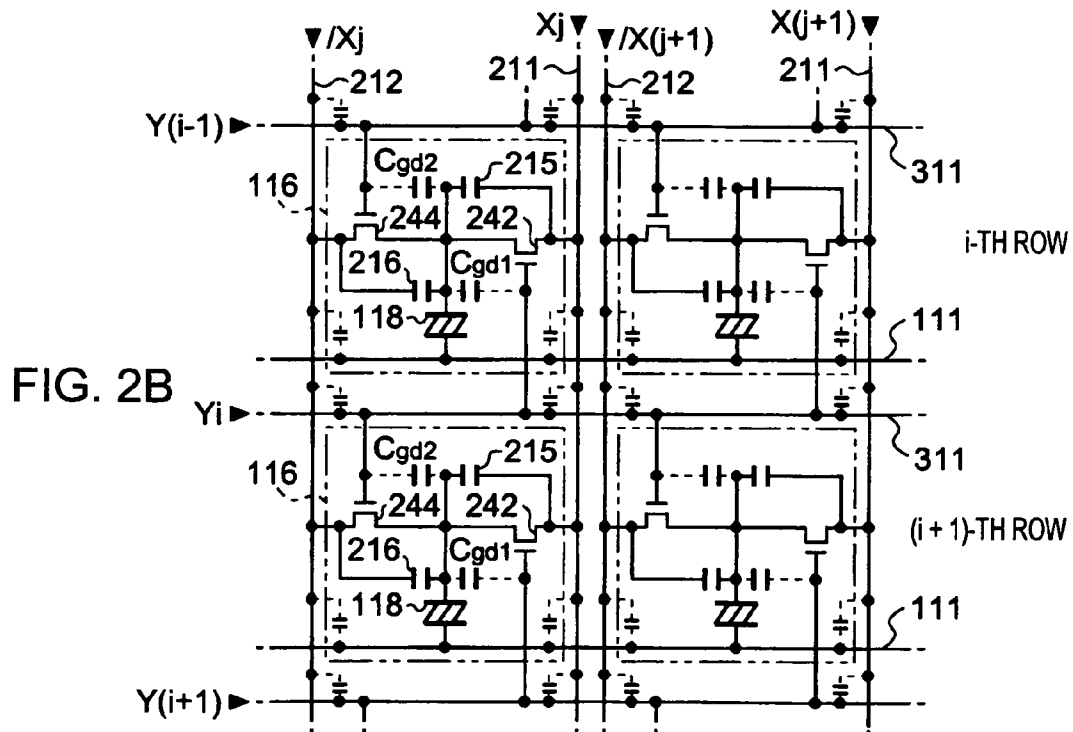 /Xj Xj /X(j+1) X(j+1)
212 211 212 211
Y(i-1)
Cgd2 215 311
116 244 242 i-TH ROW
216 Cgd1
118 111
FIG. 2B
Yi
Cgd2 215 311
116 244 242 (i + 1)-TH ROW
216 Cgd1
118 111
Y(i+1)